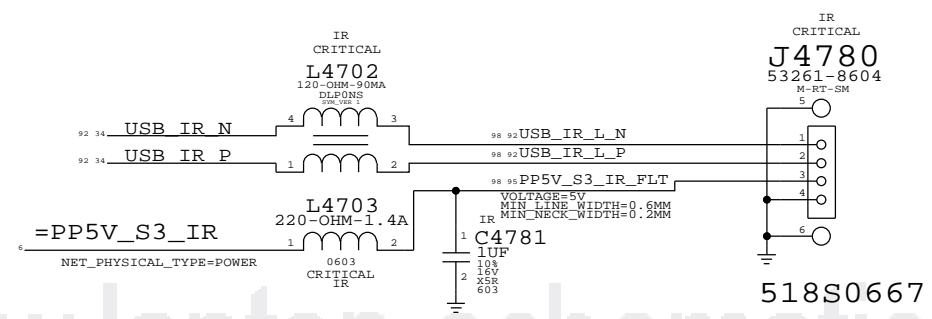 IR
CRITICAL
L4702
120-OHM-90MA
DLP0NS
SYM_VER 1
4 3
92 34 USB_IR_N
98 92 USB_IR_L_N
92 34 USB_IR_P
1 2
98 92 USB_IR_L_P
98 95 PP5V_S3_IR_FLT
VOLTAGE=5V
MIN_LINE_WIDTH=0.6MM
MIN_NECK_WIDTH=0.2MM
L4703
220-OHM-1.4A
6 =PP5V_S3_IR
1 2
NET_PHYSICAL_TYPE=POWER
0603
CRITICAL
IR
IR
1
C4781
1UF
10%
16V
X5R
603
2
IR
CRITICAL
J4780
53261-8604
M-RT-SM
5
1
2
3
4
6
518S0667